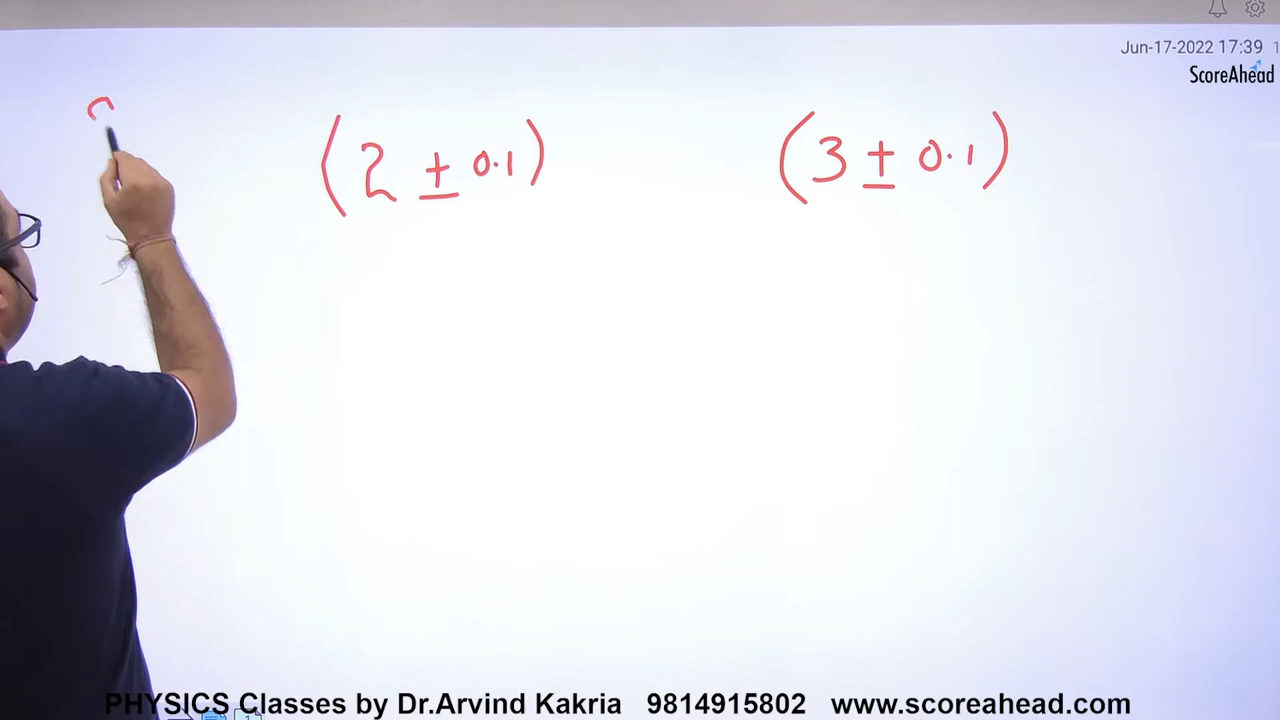 Jun-17-2022 17:39
ScoreAhead
(2 ± 0.1) (3 ± 0.1)
PHYSICS Classes by Dr.Arvind Kakria 9814915802 www.scoreahead.com